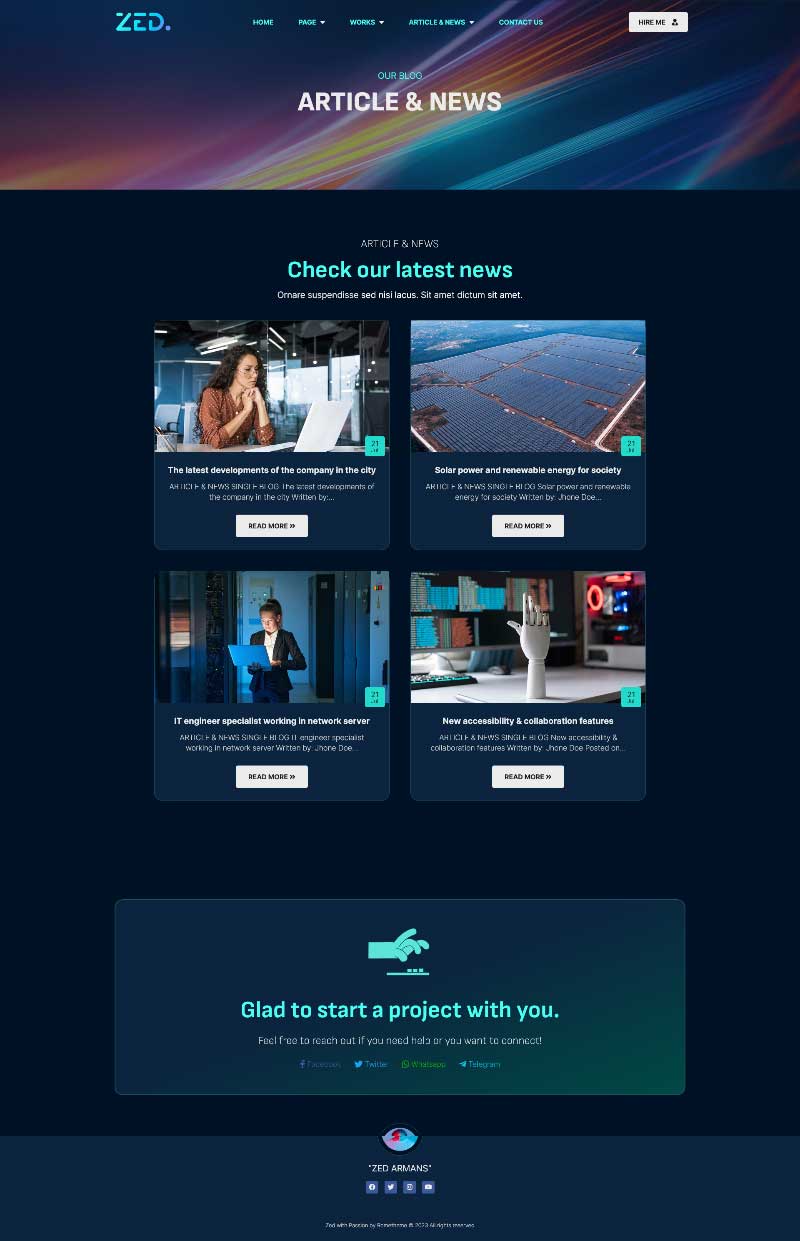 ZED.
HOME PAGE WORKS ARTICLE & NEWS CONTACT US HIRE ME
OUR BLOG
ARTICLE & NEWS
ARTICLE & NEWS
Check our latest news
Ornare suspendisse sed nisi lacus. Sit amet dictum sit amet.
21
Jul
The latest developments of the company in the city
ARTICLE & NEWS SINGLE BLOG The latest developments of
the company in the city Written by:...
READ MORE »
21
Jul
Solar power and renewable energy for society
ARTICLE & NEWS SINGLE BLOG Solar power and renewable
energy for society Written by: Jhone Doe...
READ MORE »
21
Jul
IT engineer specialist working in network server
ARTICLE & NEWS SINGLE BLOG IT engineer specialist
working in network server Written by: Jhone Doe...
READ MORE »
21
Jul
New accessibility & collaboration features
ARTICLE & NEWS SINGLE BLOG New accessibility &
collaboration features Written by: Jhone Doe Posted on...
READ MORE »
Glad to start a project with you.
Feel free to reach out if you need help or you want to connect!
Facebook Twitter Whatsapp Telegram
"ZED ARMANS"
Zed with Passion by Rometheme © 2023 All rights reserved